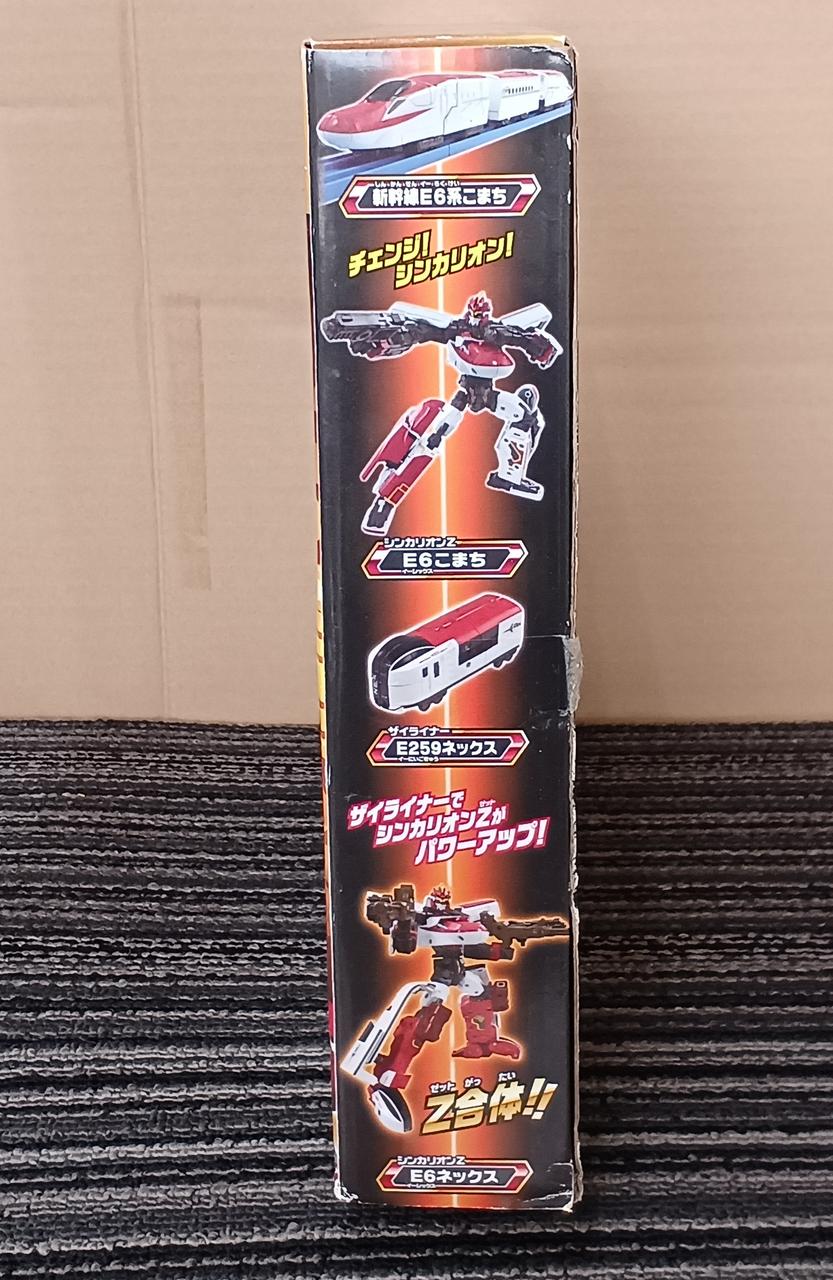 しん・かん・せん・イー・ろく・けい
新幹線E6系こまち
チェンジ!
シンカリオン!
シンカリオンZ
E6こまち
イーシックス
ザイライナー
E259ネックス
イーにいごきゅう
ザイライナーで
ゼット
シンカリオンZが
パワーアップ!
ゼット がっ たい
Z合体!!
シンカリオンZ
E6ネックス
イーシックス